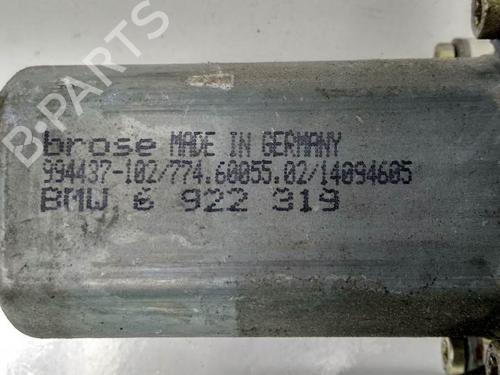 B-PARTS
brose MADE IN GERMANY
994437-102/774.60055.02/14094605
BMW 6 922 319